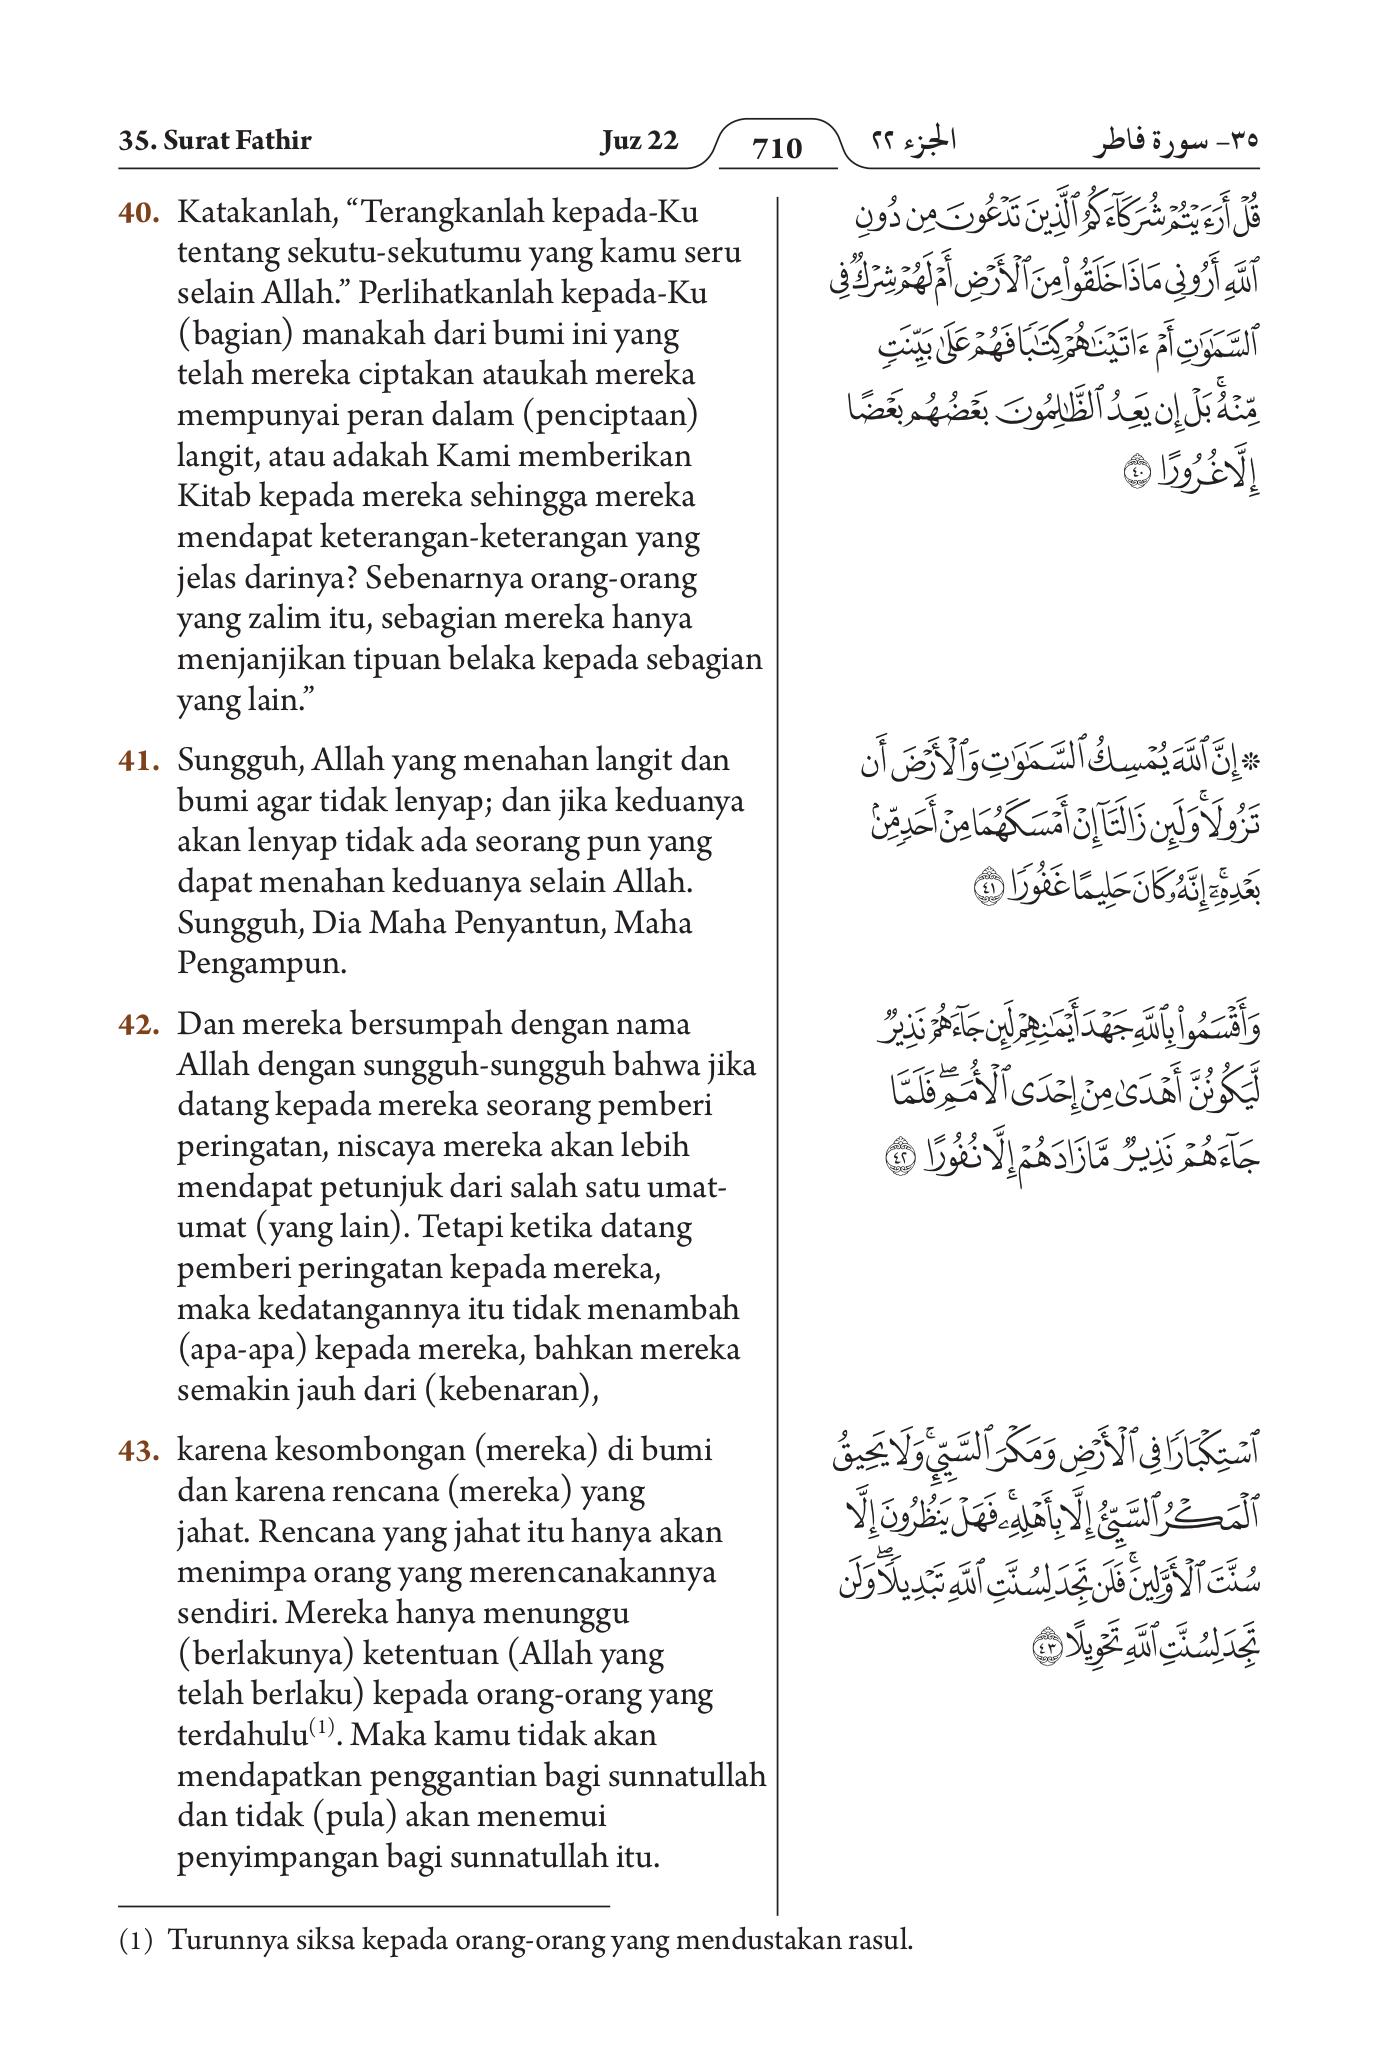 35. Surat Fathir
Juz 22
710
الجزء ٢٢
٣٥- سورة فاطر
40. Katakanlah, “Terangkanlah kepada-Ku
tentang sekutu-sekutumu yang kamu seru
selain Allah.” Perlihatkanlah kepada-Ku
(bagian) manakah dari bumi ini yang
telah mereka ciptakan ataukah mereka
mempunyai peran dalam (penciptaan)
langit, atau adakah Kami memberikan
Kitab kepada mereka sehingga mereka
mendapat keterangan-keterangan yang
jelas darinya? Sebenarnya orang-orang
yang zalim itu, sebagian mereka hanya
menjanjikan tipuan belaka kepada sebagian
yang lain.”
قُلْ أَرَءَيْتُمْ شُرَكَآءَكُمُ ٱلَّذِينَ تَدْعُونَ مِن دُونِ
ٱللَّهِ أَرُونِى مَاذَا خَلَقُوا۟ مِنَ ٱلْأَرْضِ أَمْ لَهُمْ شِرْكٌ فِى
ٱلسَّمَٰوَٰتِ أَمْ ءَاتَيْنَٰهُمْ كِتَٰبًا فَهُمْ عَلَىٰ بَيِّنَتٍ
مِّنْهُ ۚ بَلْ إِن يَعِدُ ٱلظَّٰلِمُونَ بَعْضُهُم بَعْضًا
إِلَّا غُرُورًا ٤٠
41. Sungguh, Allah yang menahan langit dan
bumi agar tidak lenyap; dan jika keduanya
akan lenyap tidak ada seorang pun yang
dapat menahan keduanya selain Allah.
Sungguh, Dia Maha Penyantun, Maha
Pengampun.
۞ إِنَّ ٱللَّهَ يُمْسِكُ ٱلسَّمَٰوَٰتِ وَٱلْأَرْضَ أَن
تَزُولَا ۚ وَلَئِن زَالَتَآ إِنْ أَمْسَكَهُمَا مِنْ أَحَدٍ مِّنۢ
بَعْدِهِۦٓ ۚ إِنَّهُۥ كَانَ حَلِيمًا غَفُورًا ٤١
42. Dan mereka bersumpah dengan nama
Allah dengan sungguh-sungguh bahwa jika
datang kepada mereka seorang pemberi
peringatan, niscaya mereka akan lebih
mendapat petunjuk dari salah satu umat-
umat (yang lain). Tetapi ketika datang
pemberi peringatan kepada mereka,
maka kedatangannya itu tidak menambah
(apa-apa) kepada mereka, bahkan mereka
semakin jauh dari (kebenaran),
وَأَقْسَمُوا۟ بِٱللَّهِ جَهْدَ أَيْمَٰنِهِمْ لَئِن جَآءَهُمْ نَذِيرٌ
لَّيَكُونُنَّ أَهْدَىٰ مِنْ إِحْدَى ٱلْأُمَمِ ۖ فَلَمَّا
جَآءَهُمْ نَذِيرٌ مَّا زَادَهُمْ إِلَّا نُفُورًا ٤٢
43. karena kesombongan (mereka) di bumi
dan karena rencana (mereka) yang
jahat. Rencana yang jahat itu hanya akan
menimpa orang yang merencanakannya
sendiri. Mereka hanya menunggu
(berlakunya) ketentuan (Allah yang
telah berlaku) kepada orang-orang yang
terdahulu(1). Maka kamu tidak akan
mendapatkan penggantian bagi sunnatullah
dan tidak (pula) akan menemui
penyimpangan bagi sunnatullah itu.
ٱسْتِكْبَارًا فِى ٱلْأَرْضِ وَمَكْرَ ٱلسَّيِّئِ ۚ وَلَا يَحِيقُ
ٱلْمَكْرُ ٱلسَّيِّئُ إِلَّا بِأَهْلِهِۦ ۚ فَهَلْ يَنظُرُونَ إِلَّا
سُنَّتَ ٱلْأَوَّلِينَ ۚ فَلَن تَجِدَ لِسُنَّتِ ٱللَّهِ تَبْدِيلًا ۖ وَلَن
تَجِدَ لِسُنَّتِ ٱللَّهِ تَحْوِيلًا ٤٣
(1) Turunnya siksa kepada orang-orang yang mendustakan rasul.